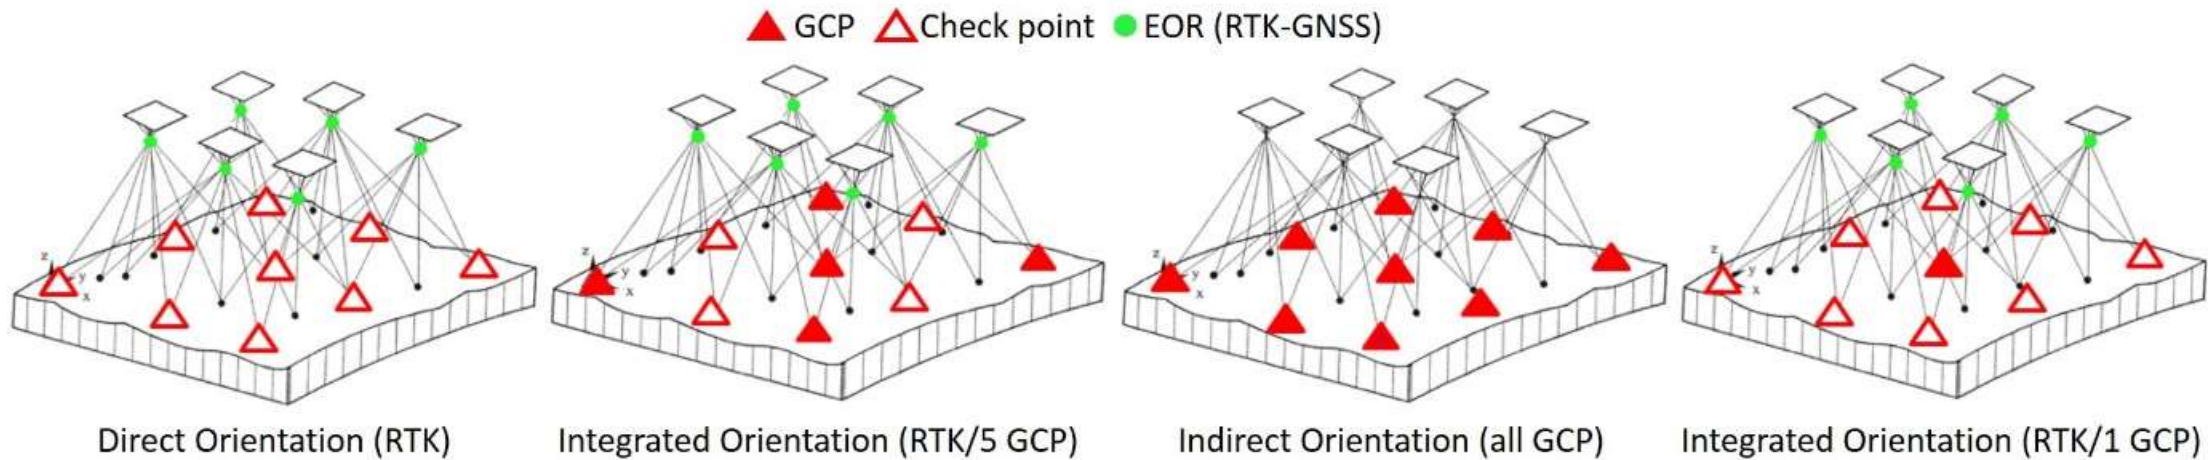 GCP Check point EOR (RTK-GNSS)
z y x
z y x
z y x
z y x
Direct Orientation (RTK)
Integrated Orientation (RTK/5 GCP)
Indirect Orientation (all GCP)
Integrated Orientation (RTK/1 GCP)